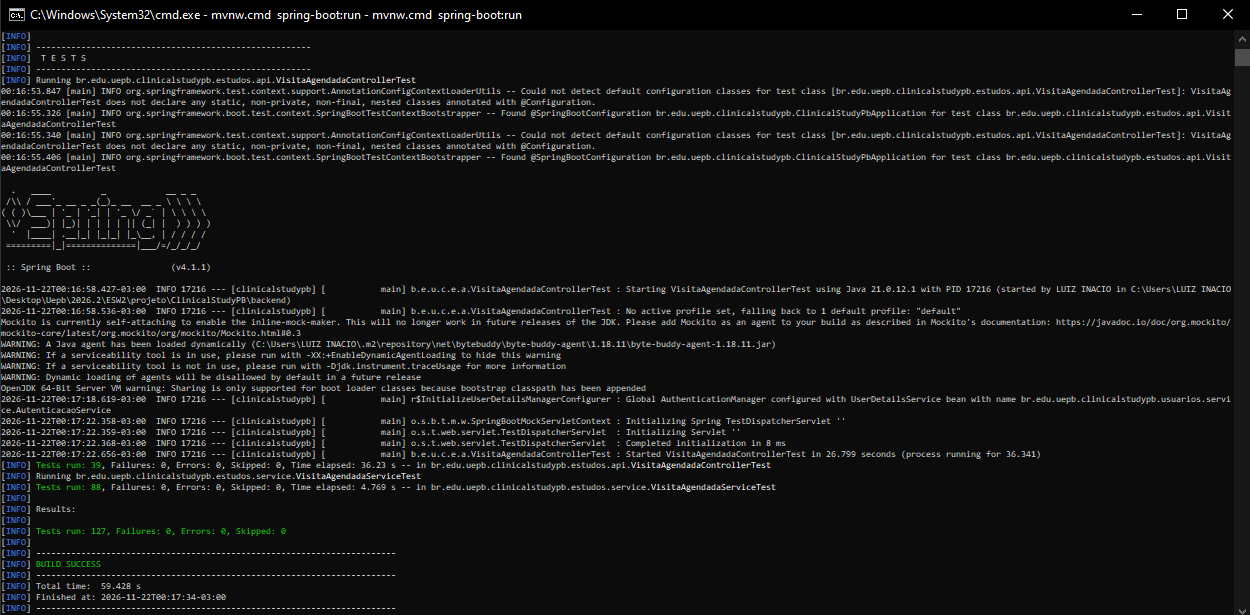 C:\Windows\System32\cmd.exe - mvnw.cmd  spring-boot:run - mvnw.cmd  spring-boot:run
[INFO]
[INFO] -------------------------------------------------------
[INFO]  T E S T S
[INFO] -------------------------------------------------------
[INFO] Running br.edu.uepb.clinicalstudypb.estudos.api.VisitaAgendadaControllerTest
00:16:53.847 [main] INFO org.springframework.test.context.support.AnnotationConfigContextLoaderUtils -- Could not detect default configuration classes for test class [br.edu.uepb.clinicalstudypb.estudos.api.VisitaAgendadaControllerTest]: VisitaAg
endadaControllerTest does not declare any static, non-private, non-final, nested classes annotated with @Configuration.
00:16:55.326 [main] INFO org.springframework.boot.test.context.SpringBootTestContextBootstrapper -- Found @SpringBootConfiguration br.edu.uepb.clinicalstudypb.ClinicalStudyPbApplication for test class br.edu.uepb.clinicalstudypb.estudos.api.Visit
aAgendadaControllerTest
00:16:55.340 [main] INFO org.springframework.test.context.support.AnnotationConfigContextLoaderUtils -- Could not detect default configuration classes for test class [br.edu.uepb.clinicalstudypb.estudos.api.VisitaAgendadaControllerTest]: VisitaAg
endadaControllerTest does not declare any static, non-private, non-final, nested classes annotated with @Configuration.
00:16:55.406 [main] INFO org.springframework.boot.test.context.SpringBootTestContextBootstrapper -- Found @SpringBootConfiguration br.edu.uepb.clinicalstudypb.ClinicalStudyPbApplication for test class br.edu.uepb.clinicalstudypb.estudos.api.Visit
aAgendadaControllerTest
  .   ____          _            __ _ _
 /\\ / ___'_ __ _ _(_)_ __  __ _ \ \ \ \
( ( )\___ | '_ | '_| | '_ \/ _` | \ \ \ \
 \\/  ___)| |_)| | | | | || (_| |  ) ) ) )
  '  |____| .__|_| |_|_| |_\__, | / / / /
 =========|_|==============|___/=/_/_/_/
 :: Spring Boot ::                (v4.1.1)
2026-11-22T00:16:58.427-03:00  INFO 17216 --- [clinicalstudypb] [           main] b.e.u.c.e.a.VisitaAgendadaControllerTest : Starting VisitaAgendadaControllerTest using Java 21.0.12.1 with PID 17216 (started by LUIZ INACIO in C:\Users\LUIZ INACIO
\Desktop\Uepb\2026.2\ESW2\projeto\ClinicalStudyPB\backend)
2026-11-22T00:16:58.536-03:00  INFO 17216 --- [clinicalstudypb] [           main] b.e.u.c.e.a.VisitaAgendadaControllerTest : No active profile set, falling back to 1 default profile: "default"
Mockito is currently self-attaching to enable the inline-mock-maker. This will no longer work in future releases of the JDK. Please add Mockito as an agent to your build as described in Mockito's documentation: https://javadoc.io/doc/org.mockito/
mockito-core/latest/org.mockito/org/mockito/Mockito.html#0.3
WARNING: A Java agent has been loaded dynamically (C:\Users\LUIZ INACIO\.m2\repository\net\bytebuddy\byte-buddy-agent\1.18.11\byte-buddy-agent-1.18.11.jar)
WARNING: If a serviceability tool is in use, please run with -XX:+EnableDynamicAgentLoading to hide this warning
WARNING: If a serviceability tool is not in use, please run with -Djdk.instrument.traceUsage for more information
WARNING: Dynamic loading of agents will be disallowed by default in a future release
OpenJDK 64-Bit Server VM warning: Sharing is only supported for boot loader classes because bootstrap classpath has been appended
2026-11-22T00:17:18.619-03:00  INFO 17216 --- [clinicalstudypb] [           main] r$InitializeUserDetailsManagerConfigurer : Global AuthenticationManager configured with UserDetailsService bean with name br.edu.uepb.clinicalstudypb.usuarios.servi
ce.AutenticacaoService
2026-11-22T00:17:22.358-03:00  INFO 17216 --- [clinicalstudypb] [           main] o.s.b.t.m.w.SpringBootMockServletContext : Initializing Spring TestDispatcherServlet ''
2026-11-22T00:17:22.359-03:00  INFO 17216 --- [clinicalstudypb] [           main] o.s.t.web.servlet.TestDispatcherServlet  : Initializing Servlet ''
2026-11-22T00:17:22.368-03:00  INFO 17216 --- [clinicalstudypb] [           main] o.s.t.web.servlet.TestDispatcherServlet  : Completed initialization in 8 ms
2026-11-22T00:17:22.656-03:00  INFO 17216 --- [clinicalstudypb] [           main] b.e.u.c.e.a.VisitaAgendadaControllerTest : Started VisitaAgendadaControllerTest in 26.799 seconds (process running for 36.341)
[INFO] Tests run: 39, Failures: 0, Errors: 0, Skipped: 0, Time elapsed: 36.23 s -- in br.edu.uepb.clinicalstudypb.estudos.api.VisitaAgendadaControllerTest
[INFO] Running br.edu.uepb.clinicalstudypb.estudos.service.VisitaAgendadaServiceTest
[INFO] Tests run: 88, Failures: 0, Errors: 0, Skipped: 0, Time elapsed: 4.769 s -- in br.edu.uepb.clinicalstudypb.estudos.service.VisitaAgendadaServiceTest
[INFO]
[INFO] Results:
[INFO]
[INFO] Tests run: 127, Failures: 0, Errors: 0, Skipped: 0
[INFO]
[INFO] ------------------------------------------------------------------------
[INFO] BUILD SUCCESS
[INFO] ------------------------------------------------------------------------
[INFO] Total time:  59.428 s
[INFO] Finished at: 2026-11-22T00:17:34-03:00
[INFO] ------------------------------------------------------------------------